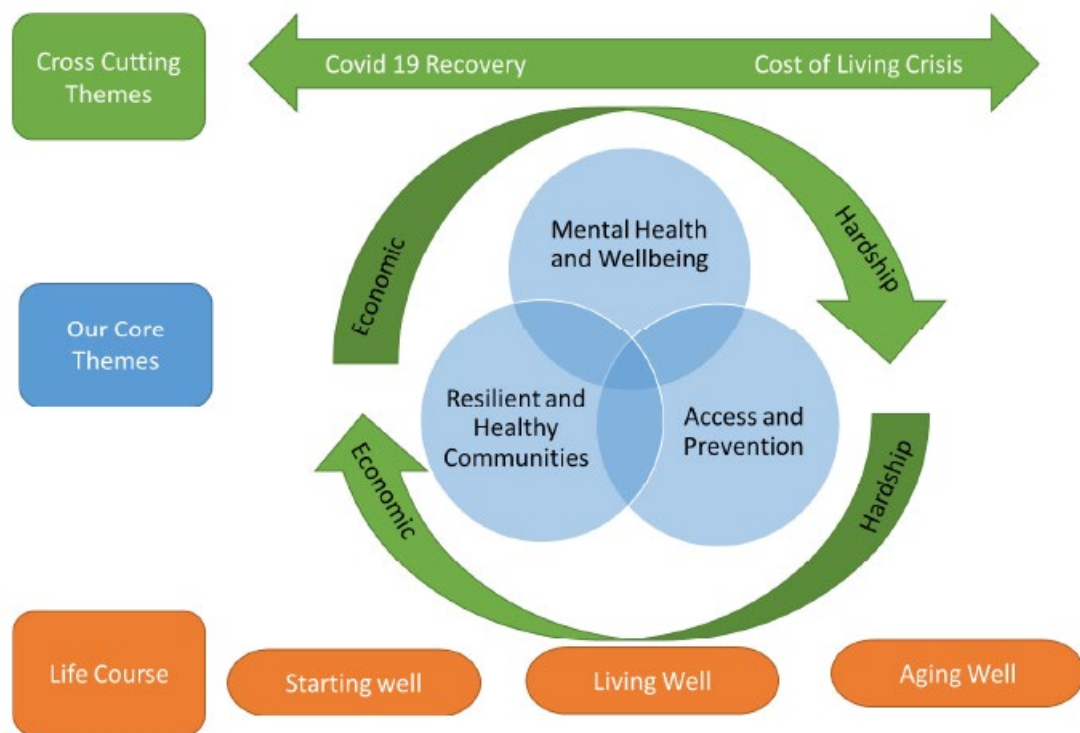 Cross Cutting
Themes
Covid 19 Recovery
Cost of Living Crisis
Economic
Hardship
Mental Health
and Wellbeing
Our Core
Themes
Resilient and
Healthy
Communities
Access and
Prevention
Economic
Hardship
Life Course
Starting well
Living Well
Aging Well